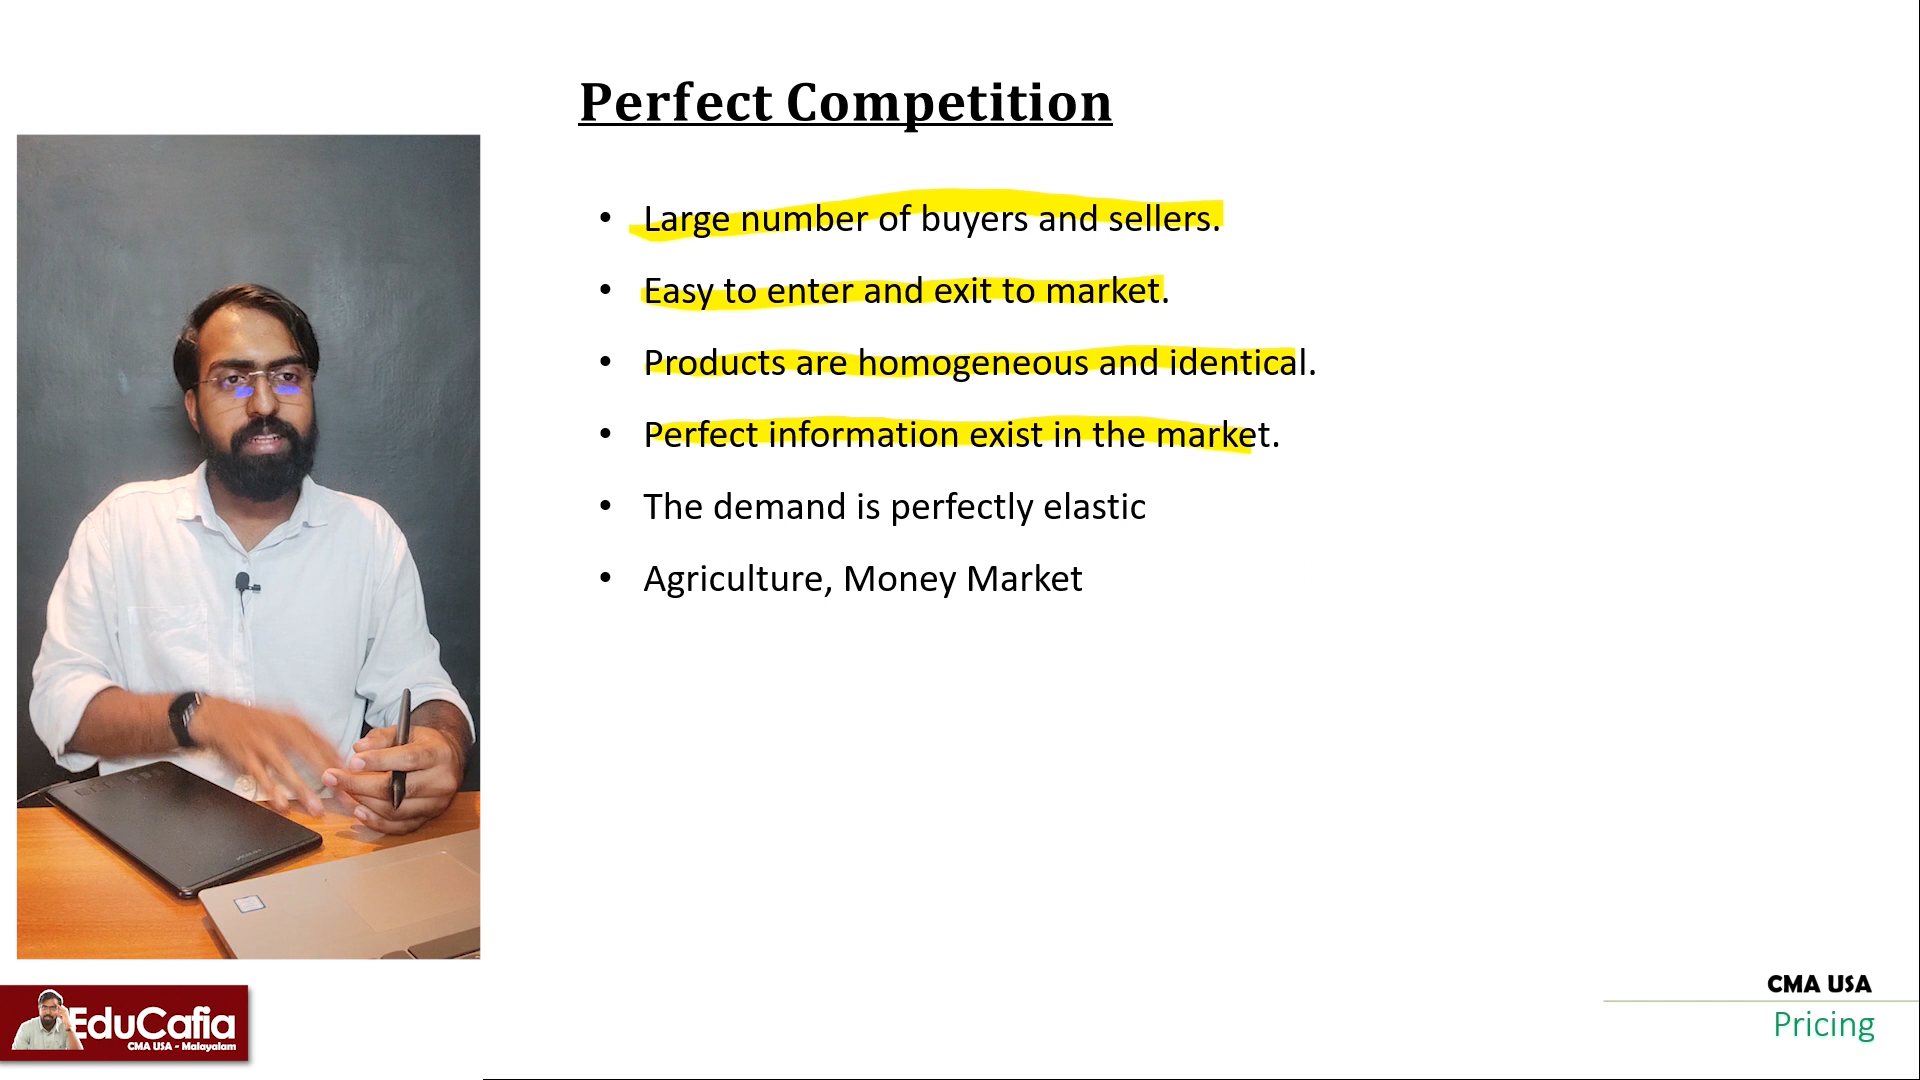 Perfect Competition
• Large number of buyers and sellers.
• Easy to enter and exit to market.
• Products are homogeneous and identical.
• Perfect information exist in the market.
• The demand is perfectly elastic
• Agriculture, Money Market
EduCafia
CMA USA - Malayalam
CMA USA
Pricing